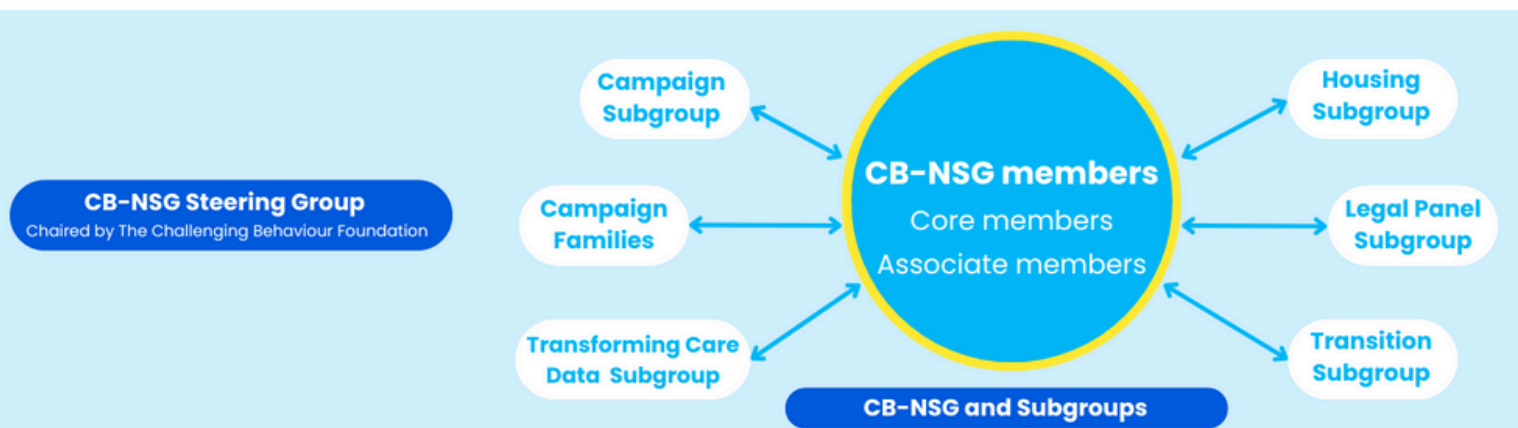 CB-NSG Steering Group
Chaired by The Challenging Behaviour Foundation
Campaign
Subgroup
Campaign
Families
Transforming Care
Data Subgroup
CB-NSG members
Core members
Associate members
Housing
Subgroup
Legal Panel
Subgroup
Transition
Subgroup
CB-NSG and Subgroups